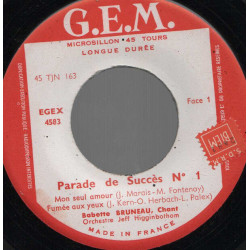 G.E.M.
MICROSILLON 45 TOURS
LONGUE DURÉE
45 TJN 163
EGEX
4583
Face 1
Parade de Succès N° 1
Mon seul amour (J. Marais-M. Fontenoy)
Fumée aux yeux (J. Kern-O. Herbach-L. Palex)
Babette BRUNEAU, Chant
Orchestre Jeff Higginbotham
MADE IN FRANCE